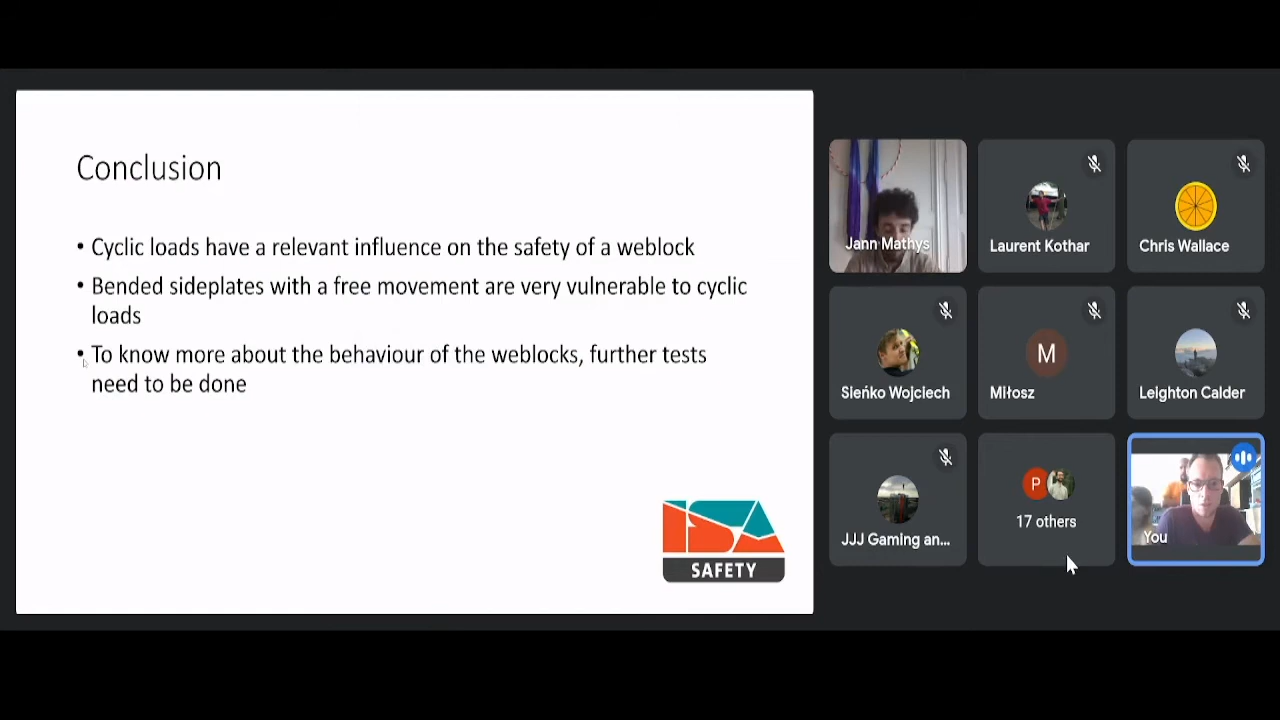 Conclusion
• Cyclic loads have a relevant influence on the safety of a weblock
• Bended sideplates with a free movement are very vulnerable to cyclic
loads
• To know more about the behaviour of the weblocks, further tests
need to be done
ISA
SAFETY
Jann Mathys
Laurent Kothar
Chris Wallace
Sieńko Wojciech
M
Miłosz
Leighton Calder
JJJ Gaming an...
P
17 others
You